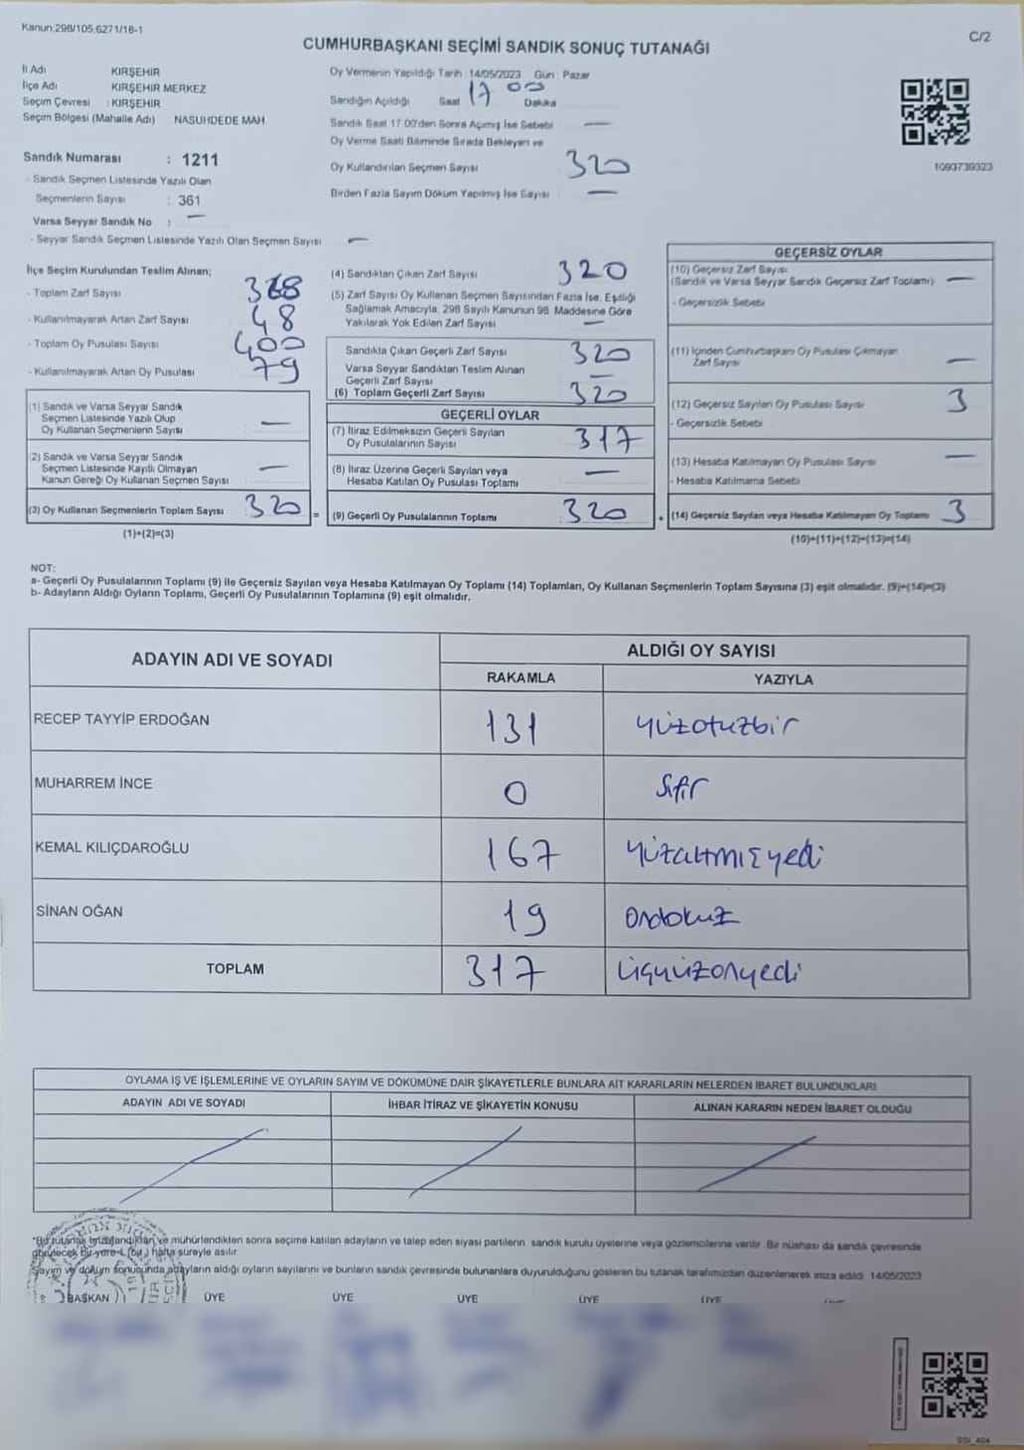 Kanun:298/105,6271/18-1
C/2
CUMHURBAŞKANI SEÇİMİ SANDIK SONUÇ TUTANAĞI
İl Adı KIRŞEHİR
İlçe Adı KIRŞEHİR MERKEZ
Seçim Çevresi : KIRŞEHİR
Seçim Bölgesi (Mahalle Adı) NASUHDEDE MAH
Sandık Numarası : 1211
- Sandık Seçmen Listesinde Yazılı Olan
Seçmenlerin Sayısı : 361
Varsa Seyyar Sandık No : —
- Seyyar Sandık Seçmen Listesinde Yazılı Olan Seçmen Sayısı —
Oy Vermenin Yapıldığı Tarih 14/05/2023 Gün Pazar
Sandığın Açıldığı Saat 17 00 Dakika
Sandık Saat 17:00'den Sonra Açılmış İse Sebebi —
Oy Verme Saati Bitiminde Sırada Bekleyen ve
Oy Kullandırılan Seçmen Sayısı 320
Birden Fazla Sayım Döküm Yapılmış İse Sayısı —
1093739323
İlçe Seçim Kurulundan Teslim Alınan;
- Toplam Zarf Sayısı 368
- Kullanılmayarak Artan Zarf Sayısı 48
- Toplam Oy Pusulası Sayısı 400
- Kullanılmayarak Artan Oy Pusulası 79
(1) Sandık ve Varsa Seyyar Sandık
Seçmen Listesinde Yazılı Olup
Oy Kullanan Seçmenlerin Sayısı —
(2) Sandık ve Varsa Seyyar Sandık
Seçmen Listesinde Kayıtlı Olmayan
Kanun Gereği Oy Kullanan Seçmen Sayısı —
(3) Oy Kullanan Seçmenlerin Toplam Sayısı 320 =
(1)+(2)=(3)
(4) Sandıktan Çıkan Zarf Sayısı 320
(5) Zarf Sayısı Oy Kullanan Seçmen Sayısından Fazla İse, Eşitliği
Sağlamak Amacıyla, 298 Sayılı Kanunun 98. Maddesine Göre
Yakılarak Yok Edilen Zarf Sayısı —
Sandıkta Çıkan Geçerli Zarf Sayısı 320
Varsa Seyyar Sandıktan Teslim Alınan
Geçerli Zarf Sayısı —
(6) Toplam Geçerli Zarf Sayısı 320
GEÇERLİ OYLAR
(7) İtiraz Edilmeksizin Geçerli Sayılan
Oy Pusulalarının Sayısı 317
(8) İtiraz Üzerine Geçerli Sayılan veya
Hesaba Katılan Oy Pusulası Toplamı —
(9) Geçerli Oy Pusulalarının Toplamı 320 +
GEÇERSİZ OYLAR
(10) Geçersiz Zarf Sayısı
(Sandık ve Varsa Seyyar Sandık Geçersiz Zarf Toplamı) —
- Geçersizlik Sebebi
(11) İçinden Cumhurbaşkanı Oy Pusulası Çıkmayan
Zarf Sayısı —
(12) Geçersiz Sayılan Oy Pusulası Sayısı 3
- Geçersizlik Sebebi
(13) Hesaba Katılmayan Oy Pusulası Sayısı —
- Hesaba Katılmama Sebebi
(14) Geçersiz Sayılan veya Hesaba Katılmayan Oy Toplamı 3
(10)+(11)+(12)+(13)=(14)
NOT:
a- Geçerli Oy Pusulalarının Toplamı (9) ile Geçersiz Sayılan veya Hesaba Katılmayan Oy Toplamı (14) Toplamları, Oy Kullanan Seçmenlerin Toplam Sayısına (3) eşit olmalıdır. (9)+(14)=(3)
b- Adayların Aldığı Oyların Toplamı, Geçerli Oy Pusulalarının Toplamına (9) eşit olmalıdır.
ADAYIN ADI VE SOYADI
ALDIĞI OY SAYISI
RAKAMLA YAZIYLA
RECEP TAYYİP ERDOĞAN 131 yüzotuzbir
MUHARREM İNCE 0 Sıfır
KEMAL KILIÇDAROĞLU 167 yüzaltmışyedi
SİNAN OĞAN 19 Ondokuz
TOPLAM 317 üçyüzonyedi
OYLAMA İŞ VE İŞLEMLERİNE VE OYLARIN SAYIM VE DÖKÜMÜNE DAİR ŞİKAYETLERLE BUNLARA AİT KARARLARIN NELERDEN İBARET BULUNDUKLARI
ADAYIN ADI VE SOYADI İHBAR İTİRAZ VE ŞİKAYETİN KONUSU ALINAN KARARIN NEDEN İBARET OLDUĞU
*Bu tutanak imzalandıktan ve mühürlendikten sonra seçime katılan adayların ve talep eden siyasi partilerin sandık kurulu üyelerine veya gözlemcilerine verilir. Bir nüshası da sandık çevresinde
görülecek Bir yere-1 (bir) hafta süreyle asılır.
Sayım ve döküm sonucunda adayların aldığı oyların sayılarını ve bunların sandık çevresinde bulunanlara duyurulduğunu gösteren bu tutanak tarafımızdan düzenlenerek imza edildi. 14/05/2023
BAŞKAN ÜYE ÜYE ÜYE ÜYE ÜYE